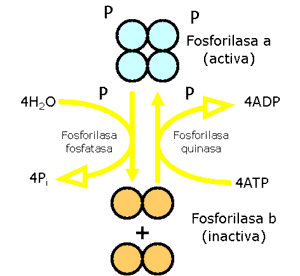 P
P
Fosforilasa a
(activa)
P
P
4H₂O
4ADP
Fosforilasa
fosfatasa
Fosforilasa
quinasa
4Pᵢ
4ATP
Fosforilasa b
(inactiva)
+